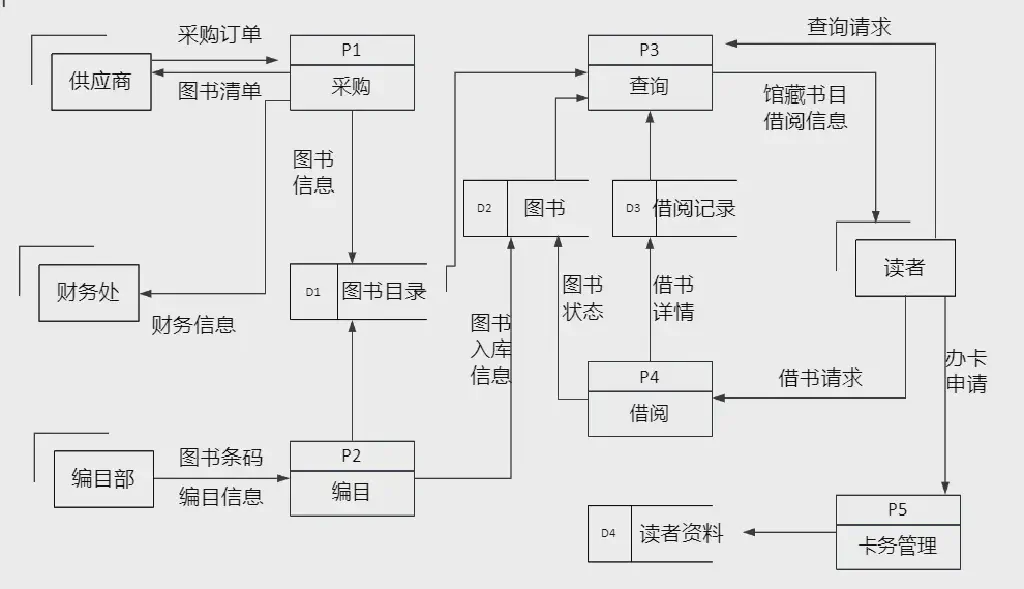 采购订单
供应商
图书清单
P1
采购
P3
查询
查询请求
馆藏书目
借阅信息
图书
信息
D2
图书
D3
借阅记录
读者
财务处
财务信息
D1
图书目录
图书
状态
借书
详情
图书
入库
信息
P4
借阅
借书请求
办卡
申请
编目部
图书条码
编目信息
P2
编目
D4
读者资料
P5
卡务管理